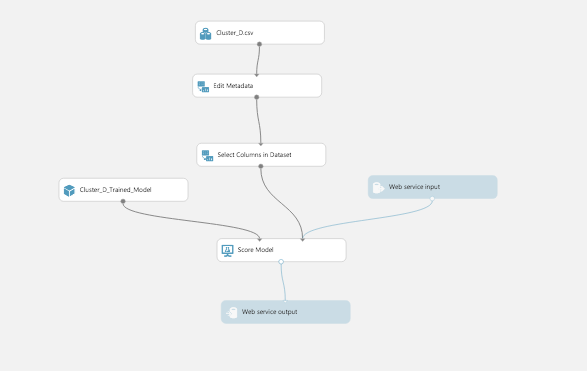 Cluster_D.csv
Edit Metadata
Select Columns in Dataset
Cluster_D_Trained_Model
Web service input
Score Model
Web service output